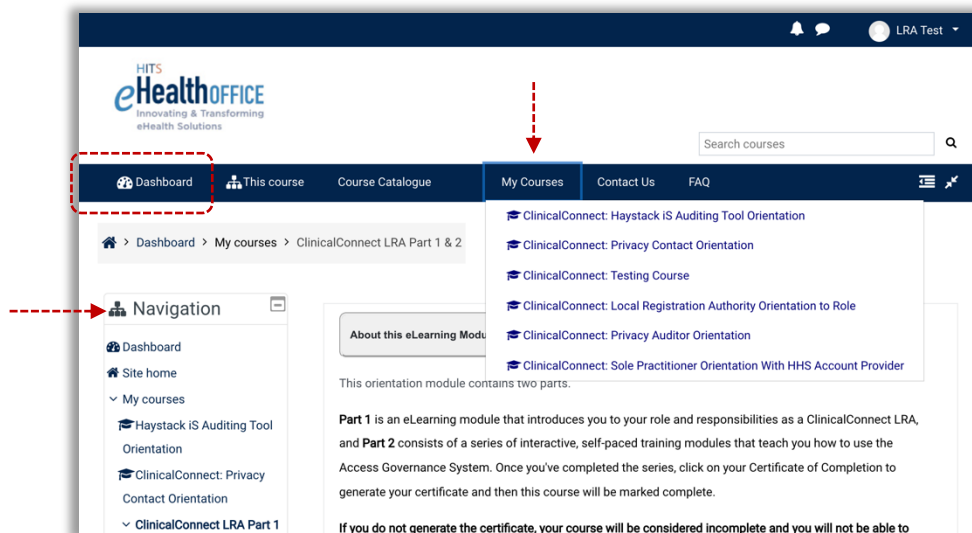 LRA Test
HITS
eHealth OFFICE
Innovating & Transforming
eHealth Solutions
Search courses
Dashboard This course Course Catalogue My Courses Contact Us FAQ
ClinicalConnect: Haystack iS Auditing Tool Orientation
ClinicalConnect: Privacy Contact Orientation
ClinicalConnect: Testing Course
ClinicalConnect: Local Registration Authority Orientation to Role
ClinicalConnect: Privacy Auditor Orientation
ClinicalConnect: Sole Practitioner Orientation With HHS Account Provider
> Dashboard > My courses > ClinicalConnect LRA Part 1 & 2
Navigation
Dashboard
Site home
My courses
Haystack iS Auditing Tool
Orientation
ClinicalConnect: Privacy
Contact Orientation
ClinicalConnect LRA Part 1
About this eLearning Modu
This orientation module contains two parts.
Part 1 is an eLearning module that introduces you to your role and responsibilities as a ClinicalConnect LRA,
and Part 2 consists of a series of interactive, self-paced training modules that teach you how to use the
Access Governance System. Once you've completed the series, click on your Certificate of Completion to
generate your certificate and then this course will be marked complete.
If you do not generate the certificate, your course will be considered incomplete and you will not be able to